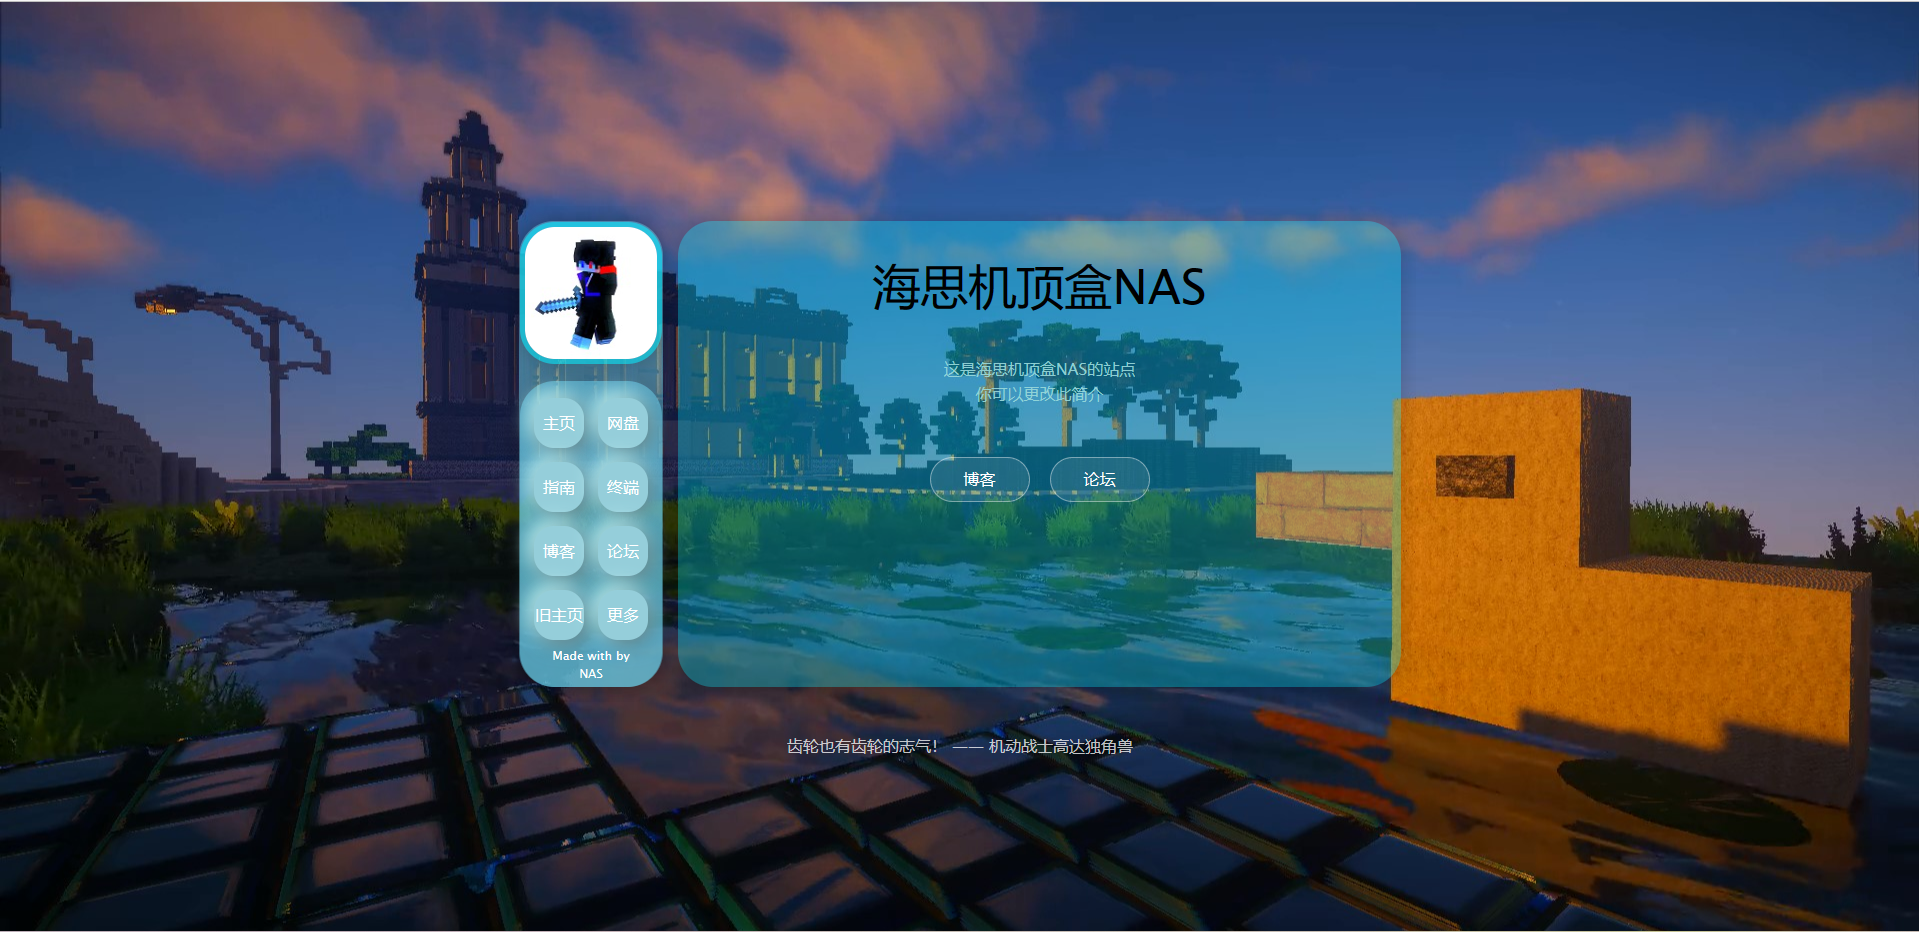 海思机顶盒NAS
这是海思机顶盒NAS的站点
你可以更改此简介
博客
论坛
主页
网盘
指南
终端
博客
论坛
旧主页
更多
Made with by
NAS
齿轮也有齿轮的志气! —— 机动战士高达独角兽